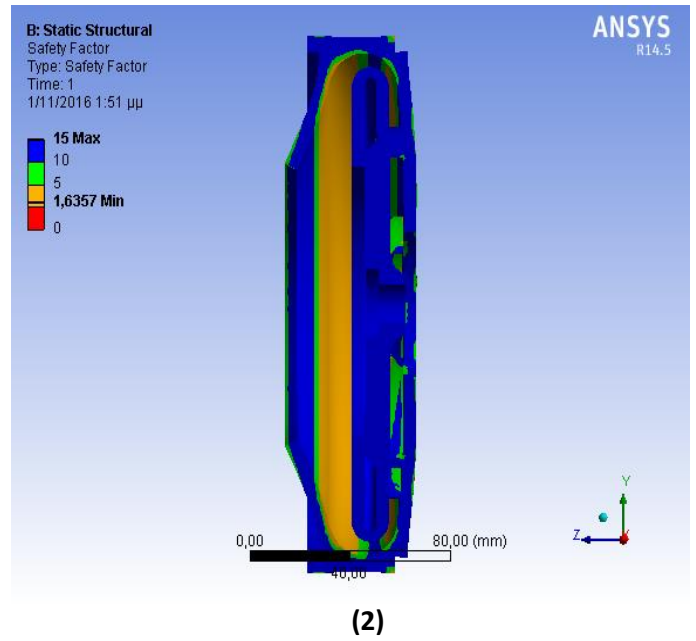 B: Static Structural
Safety Factor
Type: Safety Factor
Time: 1
1/11/2016 1:51 μμ
15 Max
10
5
1,6357 Min
0
ANSYS
R14.5
0,00
80,00 (mm)
40,00
Y
Z
(2)